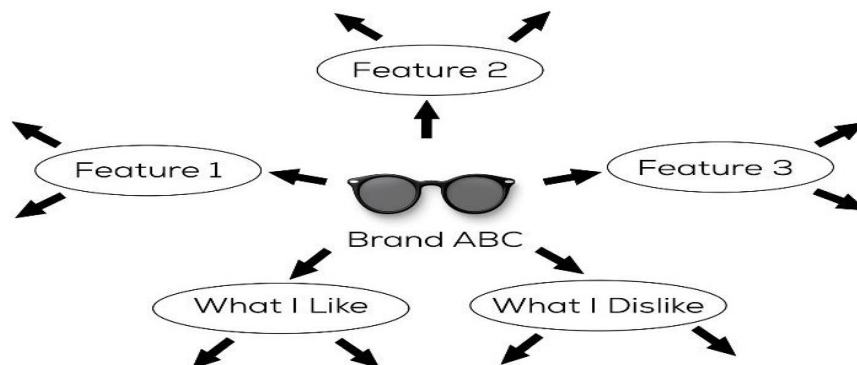 Feature 2
Feature 1
Feature 3
Brand ABC
What I Like
What I Dislike